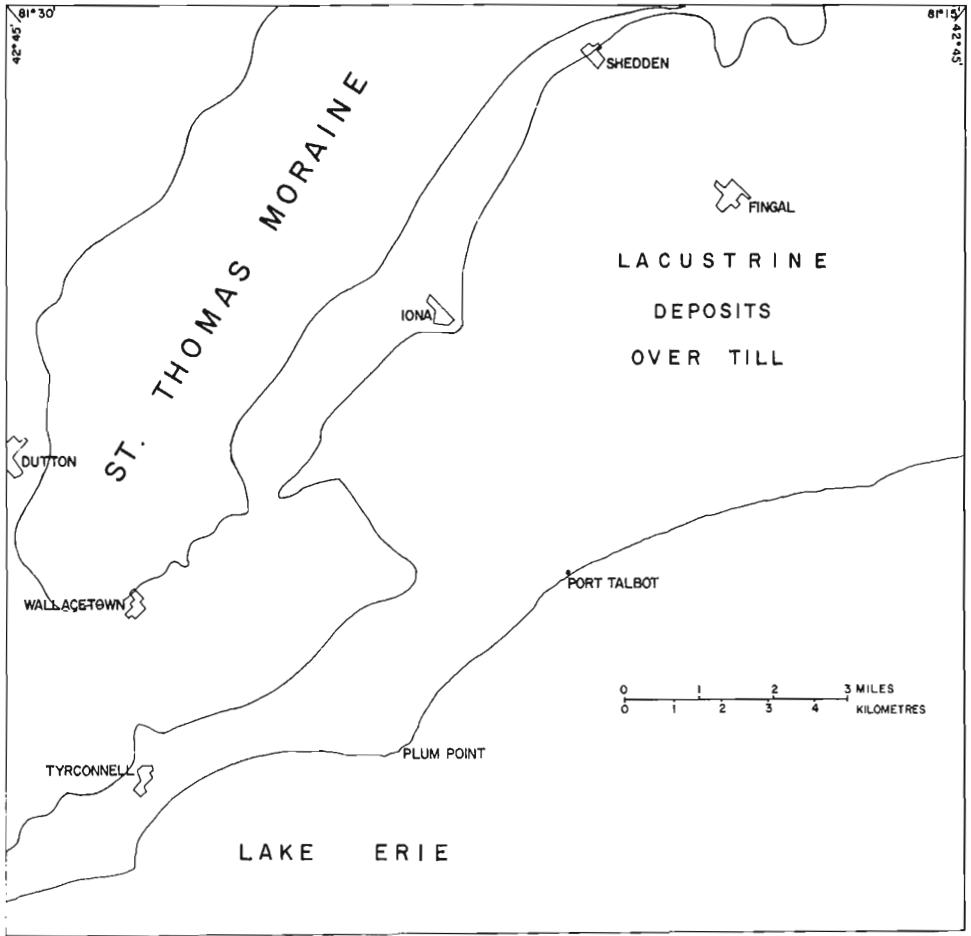 81°30'
81°15'
42°45'
42°45'
SHEDDEN
ST. THOMAS MORAINE
FINGAL
LACUSTRINE
DEPOSITS
OVER TILL
IONA
DUTTON
PORT TALBOT
WALLACETOWN
0 1 2 3 MILES
0 1 2 3 4 KILOMETRES
PLUM POINT
TYRCONNELL
LAKE ERIE